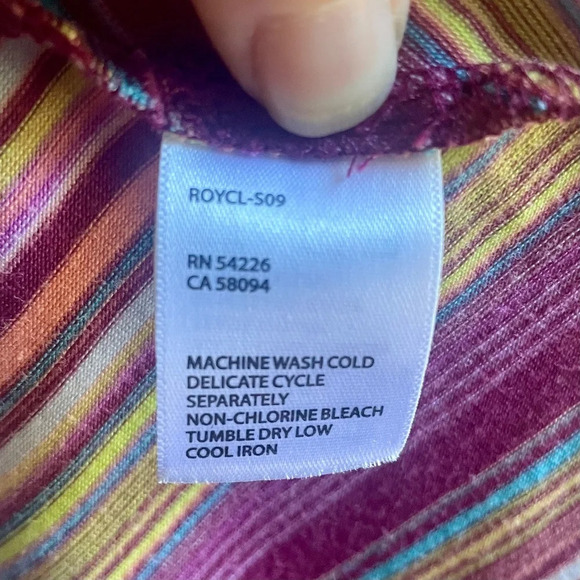 ROYCL-S09
RN 54226
CA 58094
MACHINE WASH COLD
DELICATE CYCLE
SEPARATELY
NON-CHLORINE BLEACH
TUMBLE DRY LOW
COOL IRON